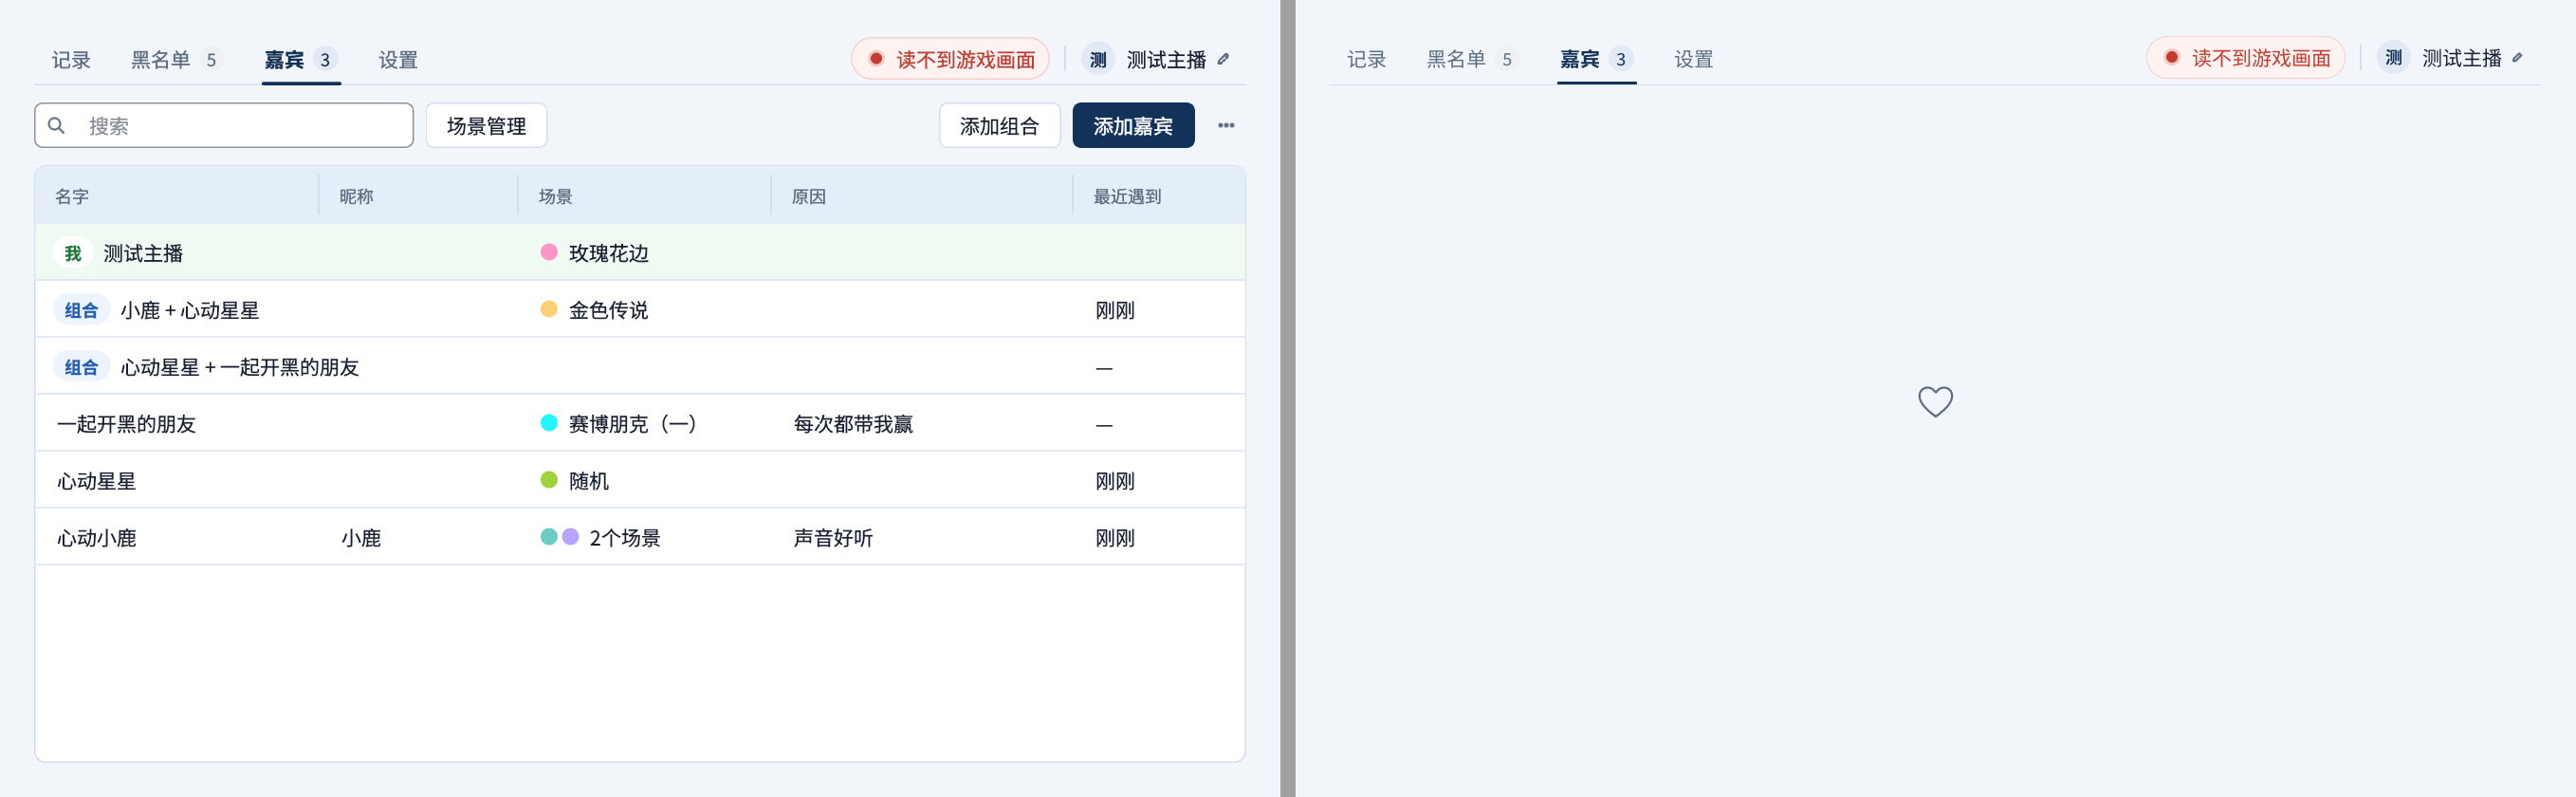 记录 黑名单 5 嘉宾 3 设置 读不到游戏画面 测 测试主播
搜索 场景管理 添加组合 添加嘉宾
名字 昵称 场景 原因 最近遇到
我 测试主播 玫瑰花边
组合 小鹿 + 心动星星 金色传说 刚刚
组合 心动星星 + 一起开黑的朋友 —
一起开黑的朋友 赛博朋克（一） 每次都带我赢 —
心动星星 随机 刚刚
心动小鹿 小鹿 2个场景 声音好听 刚刚
记录 黑名单 5 嘉宾 3 设置 读不到游戏画面 测 测试主播